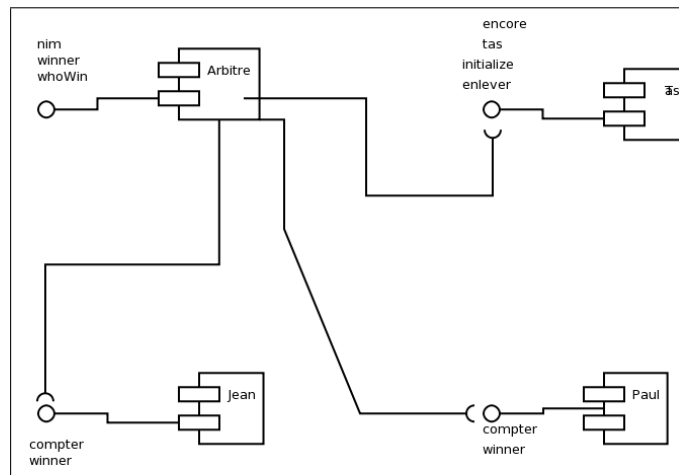 nim
winner
whoWin
Arbitre
encore
tas
initialize
enlever
Jean
compter
winner
Paul
compter
winner